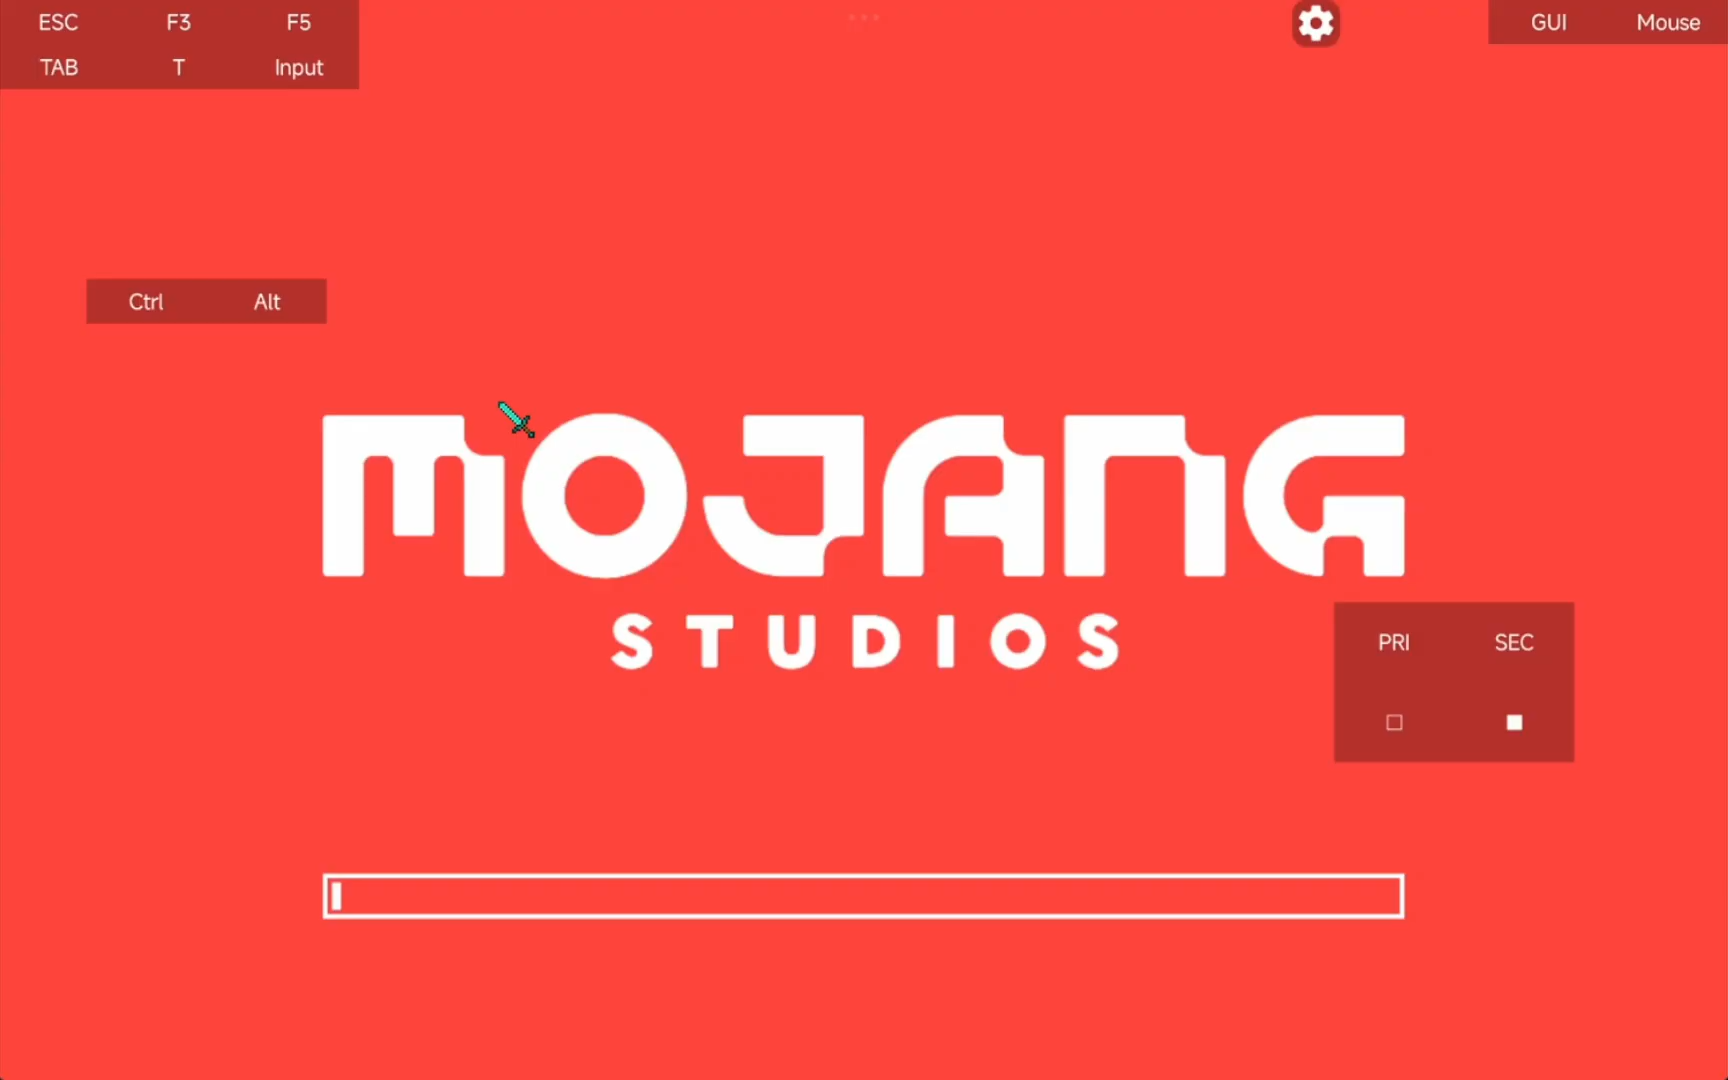 ESC F3 F5 GUI Mouse
TAB T Input
Ctrl Alt
MOJANG
STUDIOS
PRI SEC